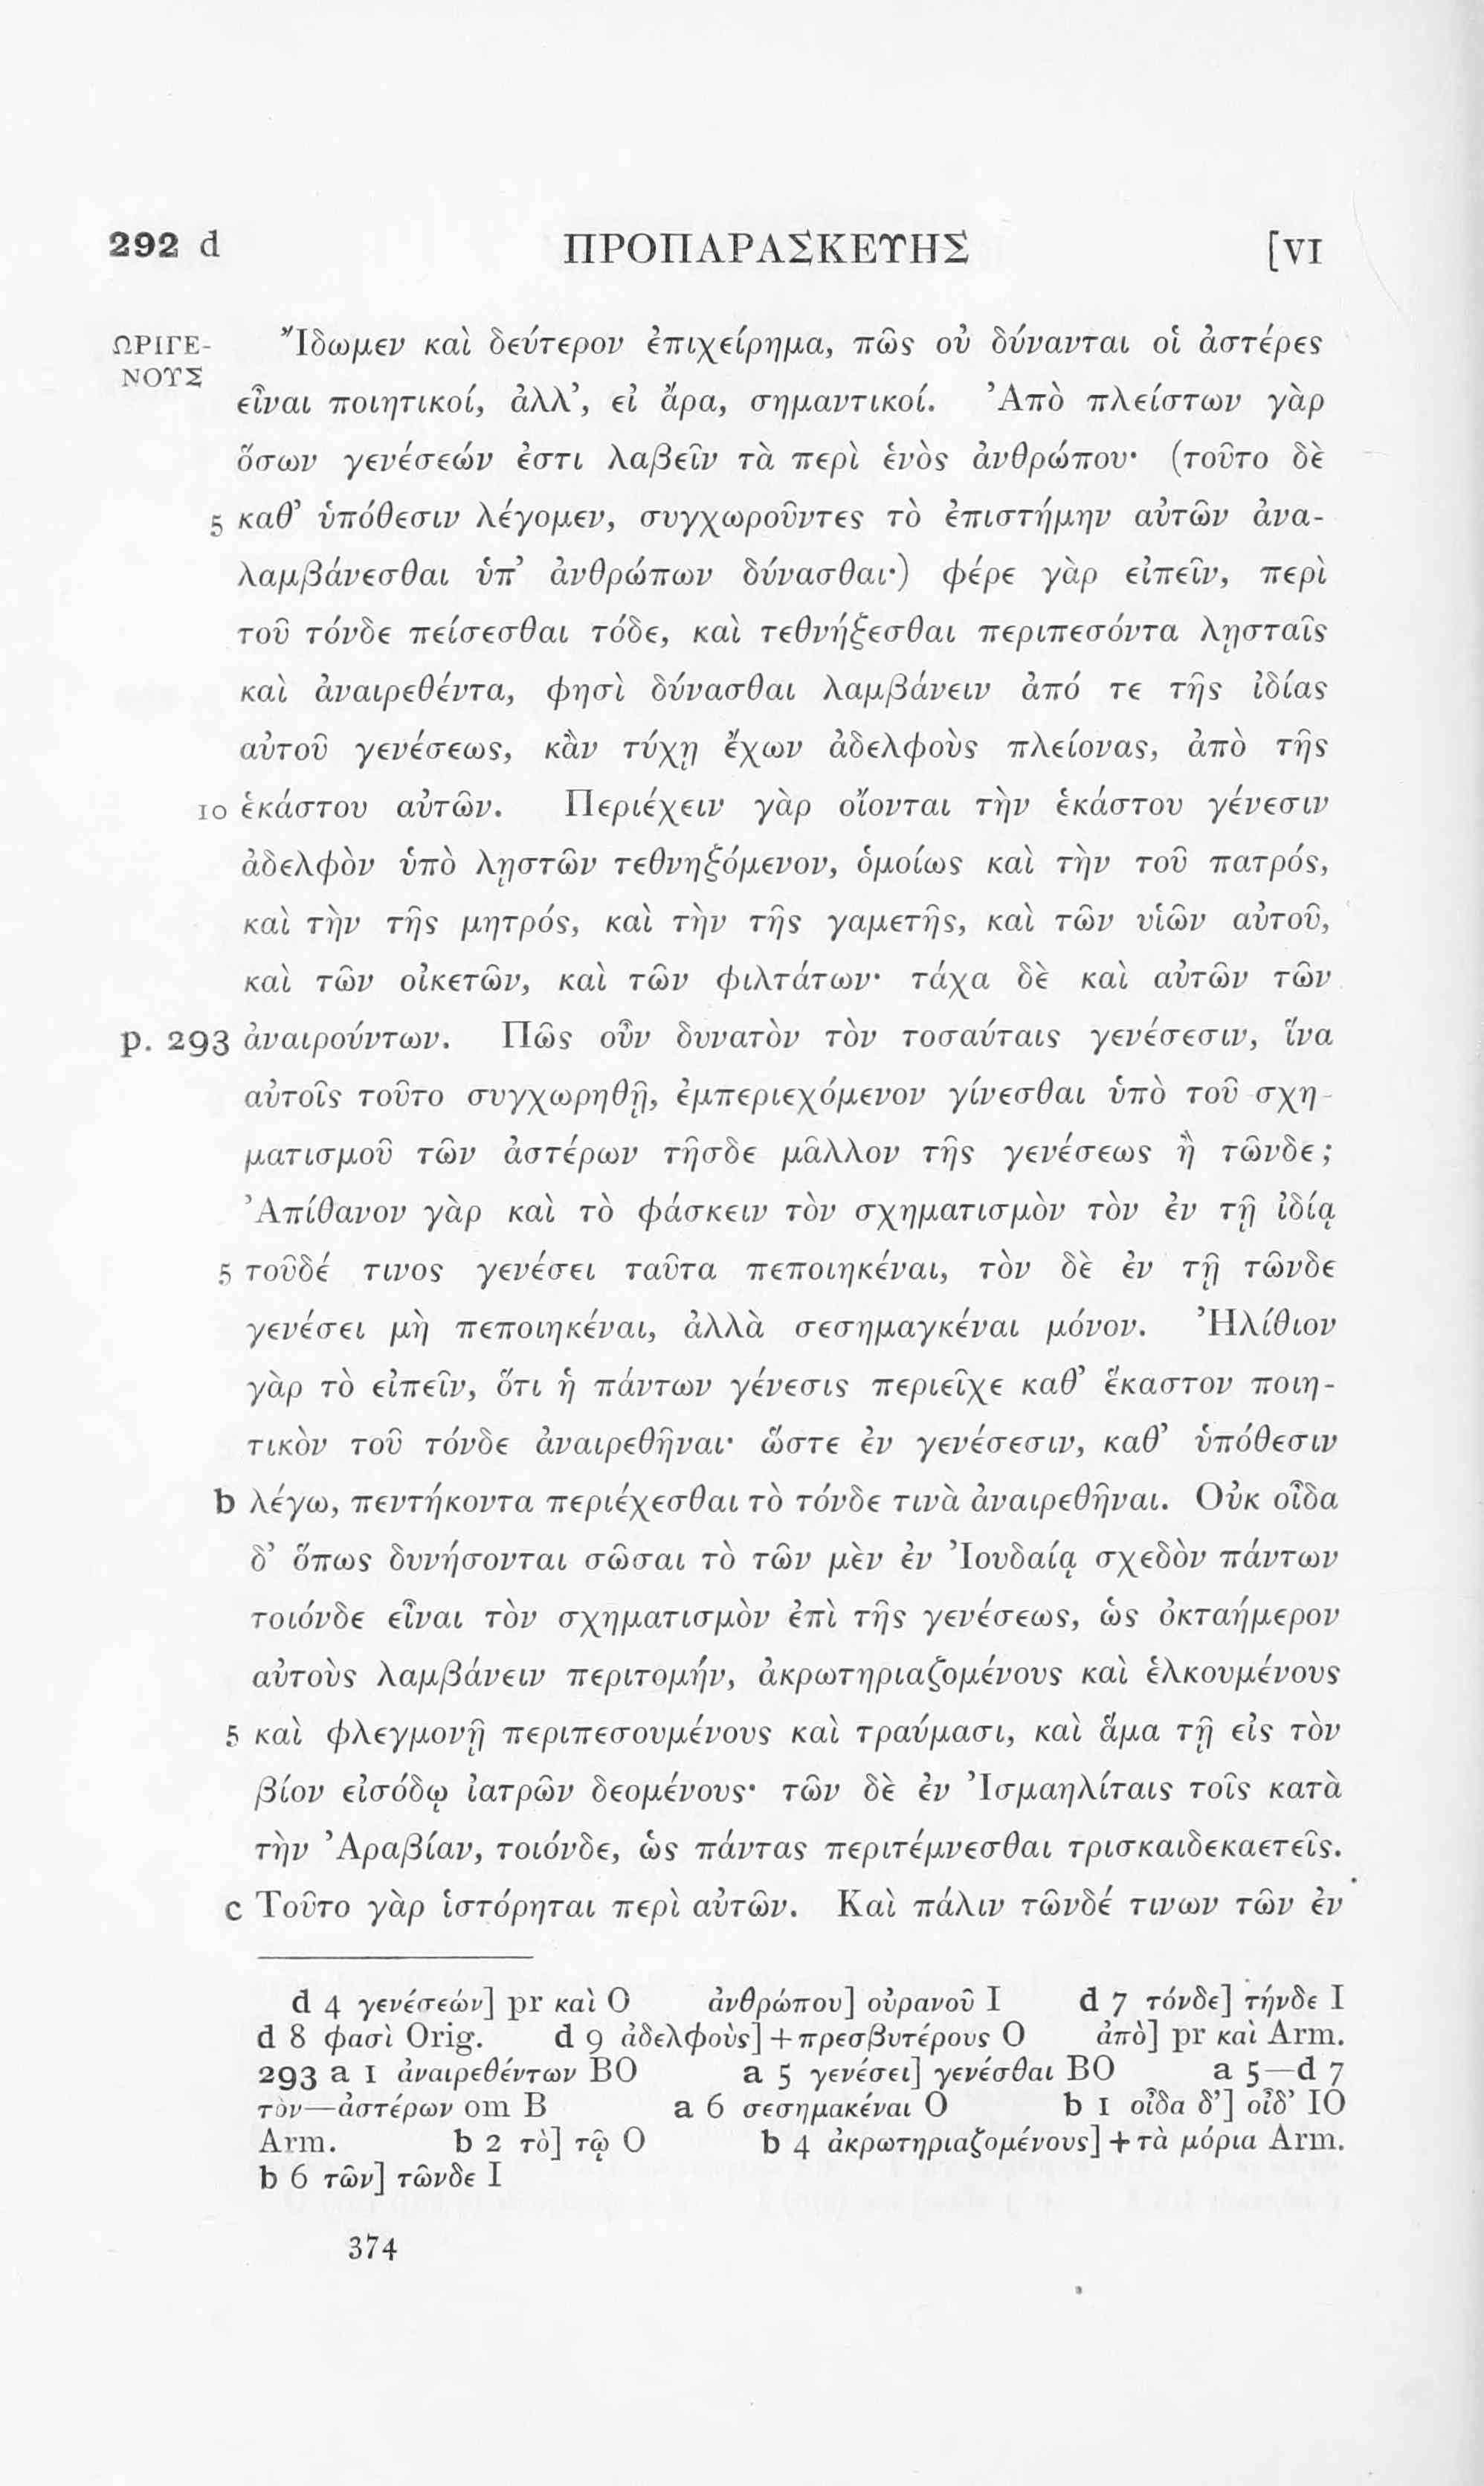 292 d ΠΡΟΠΑΡΑΣΚΕΥΗΣ [VI
ΩΡΙΓΕ- Ἴδωμεν καὶ δεύτερον ἐπιχείρημα, πῶς οὐ δύνανται οἱ ἀστέρες
ΝΟΥΣ εἶναι ποιητικοί, ἀλλ’, εἰ ἄρα, σημαντικοί. Ἀπὸ πλείστων γὰρ
ὅσων γενέσεών ἐστι λαβεῖν τὰ περὶ ἑνὸς ἀνθρώπου· (τοῦτο δὲ
5 καθ’ ὑπόθεσιν λέγομεν, συγχωροῦντες τὸ ἐπιστήμην αὐτῶν ἀνα-
λαμβάνεσθαι ὑπ’ ἀνθρώπων δύνασθαι·) φέρε γὰρ εἰπεῖν, περὶ
τοῦ τόνδε πείσεσθαι τόδε, καὶ τεθνήξεσθαι περιπεσόντα λῃσταῖς
καὶ ἀναιρεθέντα, φησὶ δύνασθαι λαμβάνειν ἀπό τε τῆς ἰδίας
αὐτοῦ γενέσεως, κἂν τύχῃ ἔχων ἀδελφοὺς πλείονας, ἀπὸ τῆς
10 ἑκάστου αὐτῶν. Περιέχειν γὰρ οἴονται τὴν ἑκάστου γένεσιν
ἀδελφὸν ὑπὸ λῃστῶν τεθνηξόμενον, ὁμοίως καὶ τὴν τοῦ πατρός,
καὶ τὴν τῆς μητρός, καὶ τὴν τῆς γαμετῆς, καὶ τῶν υἱῶν αὐτοῦ,
καὶ τῶν οἰκετῶν, καὶ τῶν φιλτάτων· τάχα δὲ καὶ αὐτῶν τῶν
p. 293 ἀναιρούντων. Πῶς οὖν δυνατὸν τὸν τοσαύταις γενέσεσιν, ἵνα
αὐτοῖς τοῦτο συγχωρηθῇ, ἐμπεριεχόμενον γίνεσθαι ὑπὸ τοῦ σχη-
ματισμοῦ τῶν ἀστέρων τῆσδε μᾶλλον τῆς γενέσεως ἢ τῶνδε;
Ἀπίθανον γὰρ καὶ τὸ φάσκειν τὸν σχηματισμὸν τὸν ἐν τῇ ἰδίᾳ
5 τοῦδέ τινος γενέσει ταῦτα πεποιηκέναι, τὸν δὲ ἐν τῇ τῶνδε
γενέσει μὴ πεποιηκέναι, ἀλλὰ σεσημαγκέναι μόνον. Ἠλίθιον
γὰρ τὸ εἰπεῖν, ὅτι ἡ πάντων γένεσις περιεῖχε καθ’ ἕκαστον ποιη-
τικὸν τοῦ τόνδε ἀναιρεθῆναι· ὥστε ἐν γενέσεσιν, καθ’ ὑπόθεσιν
b λέγω, πεντήκοντα περιέχεσθαι τὸ τόνδε τινὰ ἀναιρεθῆναι. Οὐκ οἶδα
δ’ ὅπως δυνήσονται σῶσαι τὸ τῶν μὲν ἐν Ἰουδαίᾳ σχεδὸν πάντων
τοιόνδε εἶναι τὸν σχηματισμὸν ἐπὶ τῆς γενέσεως, ὡς ὀκταήμερον
αὐτοὺς λαμβάνειν περιτομήν, ἀκρωτηριαζομένους καὶ ἑλκουμένους
5 καὶ φλεγμονῇ περιπεσουμένους καὶ τραύμασι, καὶ ἅμα τῇ εἰς τὸν
βίον εἰσόδῳ ἰατρῶν δεομένους· τῶν δὲ ἐν Ἰσμαηλίταις τοῖς κατὰ
τὴν Ἀραβίαν, τοιόνδε, ὡς πάντας περιτέμνεσθαι τρισκαιδεκαετεῖς.
c Τοῦτο γὰρ ἱστόρηται περὶ αὐτῶν. Καὶ πάλιν τῶνδέ τινων τῶν ἐν
d 4 γενέσεών] pr καὶ O ἀνθρώπου] οὐρανοῦ I d 7 τόνδε] τήνδε I
d 8 φασὶ Orig. d 9 ἀδελφοὺς] + πρεσβυτέρους O ἀπὸ] pr καὶ Arm.
293 a 1 ἀναιρεθέντων BO a 5 γενέσει] γενέσθαι BO a 5—d 7
τὸν—ἀστέρων om B a 6 σεσημακέναι O b 1 οἶδα δ’] οἶδ’ IO
Arm. b 2 τὸ] τῷ O b 4 ἀκρωτηριαζομένους] + τὰ μόρια Arm.
b 6 τῶν] τῶνδε I
374